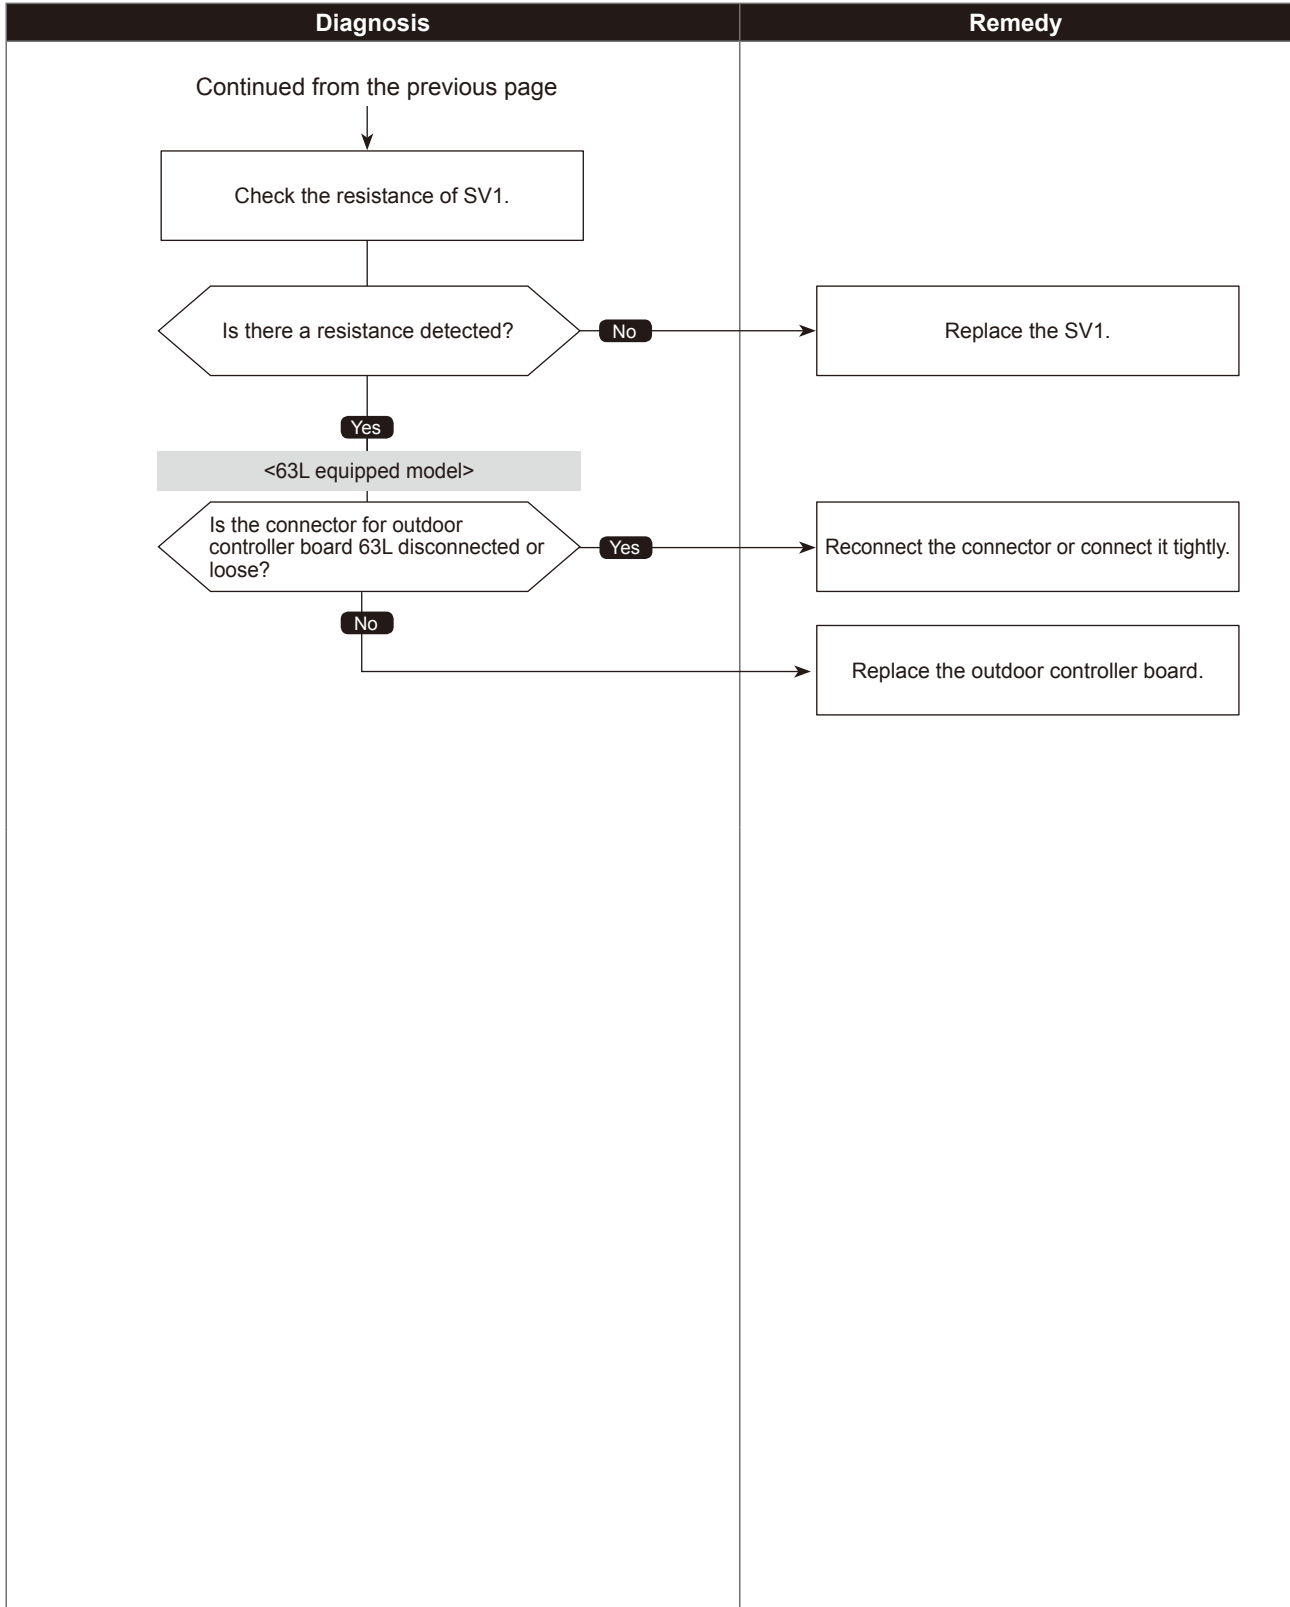 Diagnosis
Remedy
Continued from the previous page
Check the resistance of SV1.
Is there a resistance detected?
No
Replace the SV1.
Yes
<63L equipped model>
Is the connector for outdoor
controller board 63L disconnected or
loose?
Yes
Reconnect the connector or connect it tightly.
No
Replace the outdoor controller board.